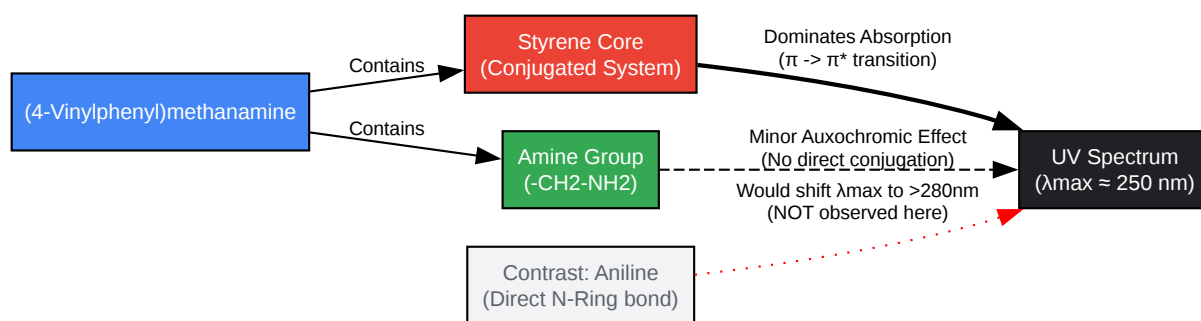 (4-Vinylphenyl)methanamine
Contains
Contains
Styrene Core
(Conjugated System)
Amine Group
(-CH2-NH2)
Contrast: Aniline
(Direct N-Ring bond)
Dominates Absorption
(π -> π* transition)
Minor Auxochromic Effect
(No direct conjugation)
Would shift λmax to >280nm
(NOT observed here)
UV Spectrum
(λmax ≈ 250 nm)